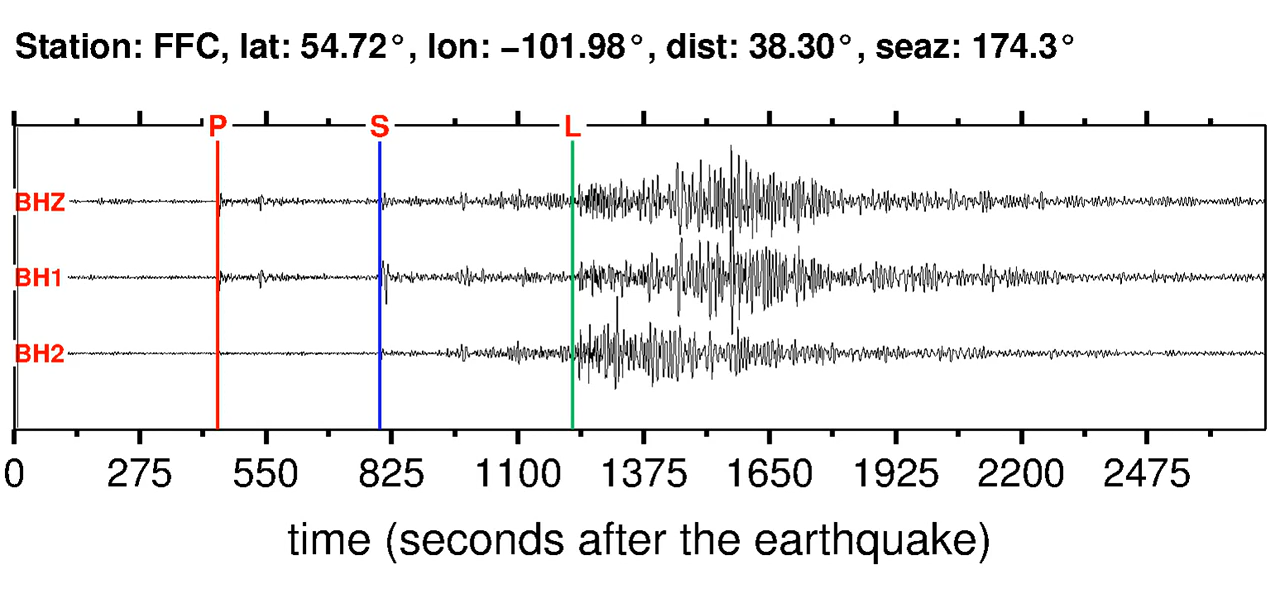 Station: FFC, lat: 54.72°, lon: −101.98°, dist: 38.30°, seaz: 174.3°
P S L
BHZ
BH1
BH2
0 275 550 825 1100 1375 1650 1925 2200 2475
time (seconds after the earthquake)